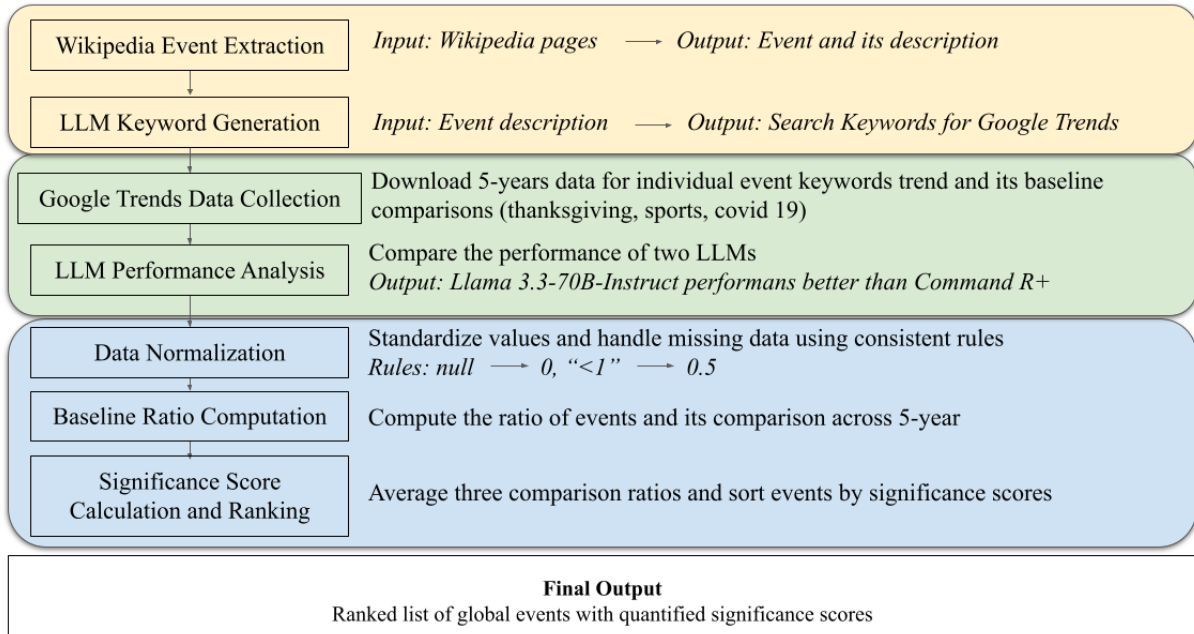 Wikipedia Event Extraction
Input: Wikipedia pages
Output: Event and its description
LLM Keyword Generation
Input: Event description
Output: Search Keywords for Google Trends
Google Trends Data Collection
Download 5-years data for individual event keywords trend and its baseline
comparisons (thanksgiving, sports, covid 19)
LLM Performance Analysis
Compare the performance of two LLMs
Output: Llama 3.3-70B-Instruct performans better than Command R+
Data Normalization
Standardize values and handle missing data using consistent rules
Rules: null → 0, “<1” → 0.5
Baseline Ratio Computation
Compute the ratio of events and its comparison across 5-year
Significance Score
Calculation and Ranking
Average three comparison ratios and sort events by significance scores
Final Output
Ranked list of global events with quantified significance scores